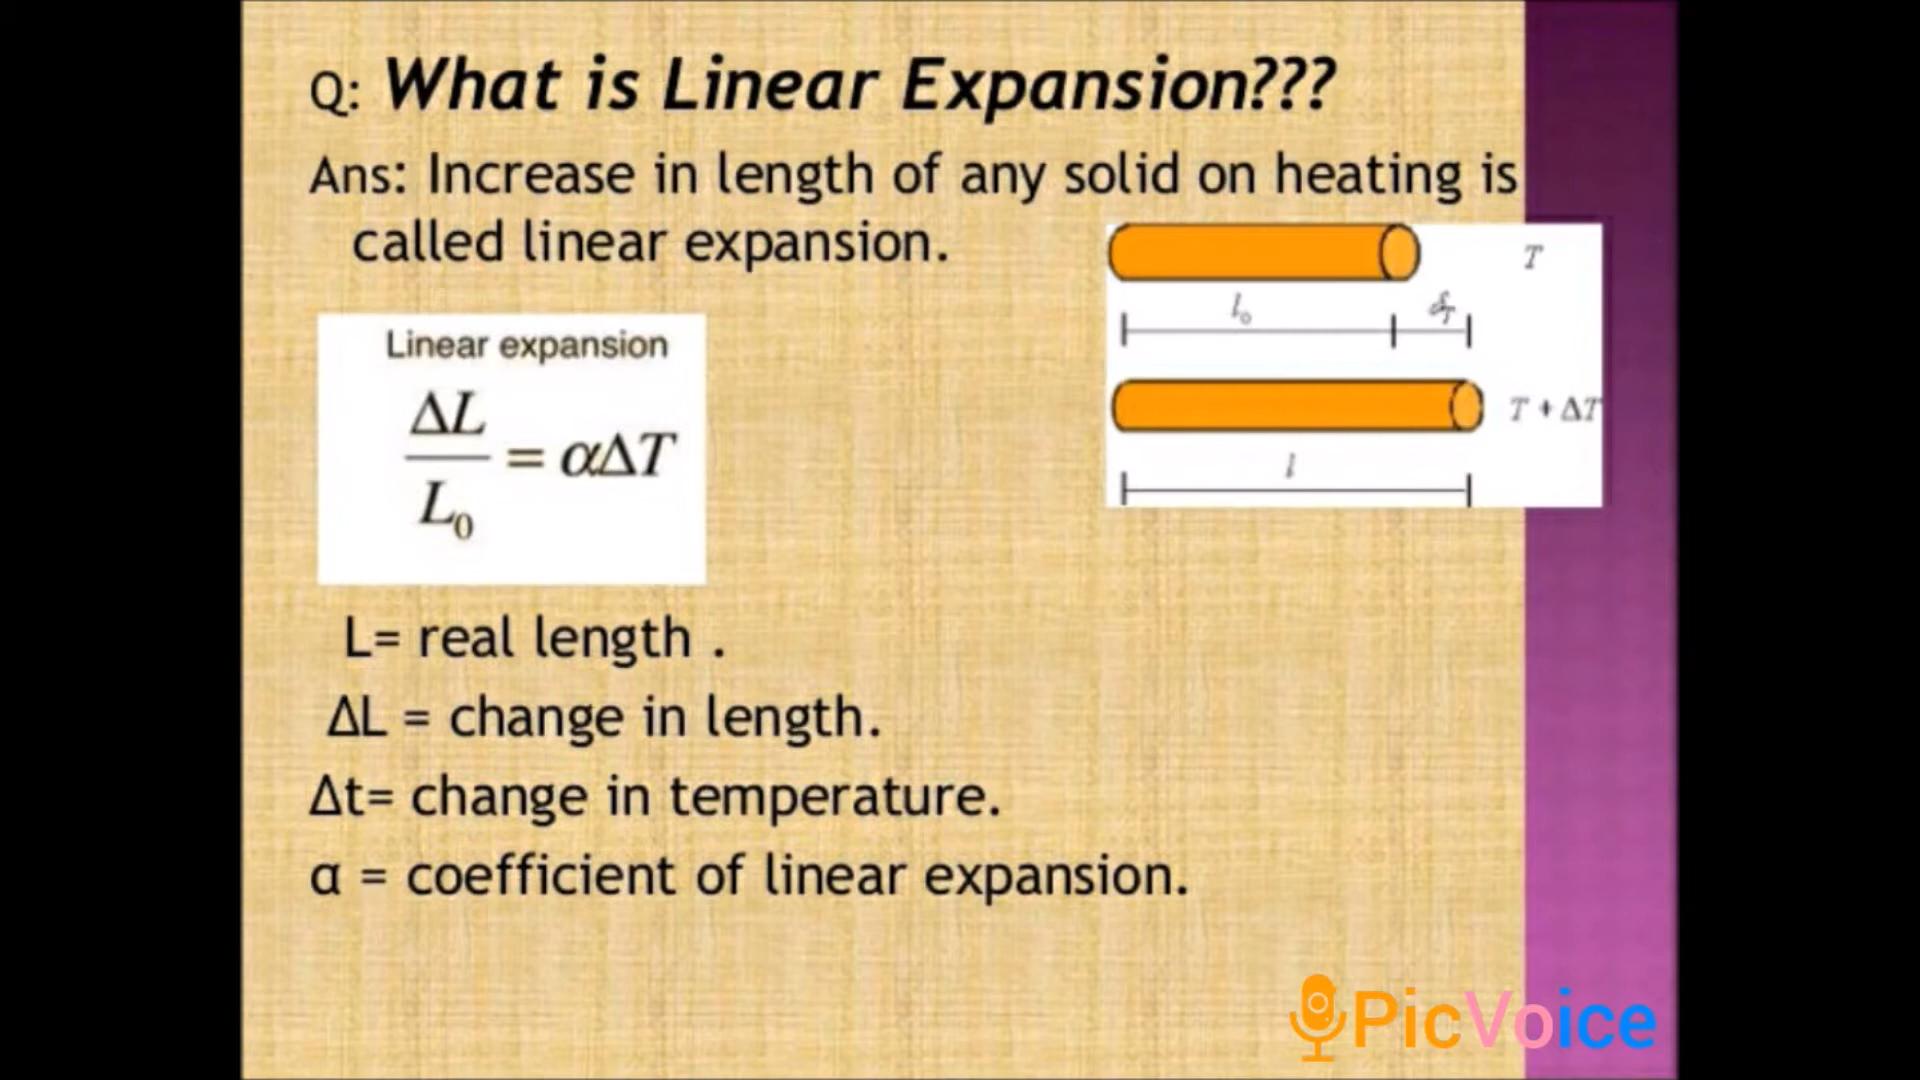 Q: What is Linear Expansion???
Ans: Increase in length of any solid on heating is
called linear expansion.
T
l₀
T + ΔT
l
Linear expansion
ΔL
L₀
= αΔT
L= real length .
ΔL = change in length.
Δt= change in temperature.
α = coefficient of linear expansion.
PicVoice